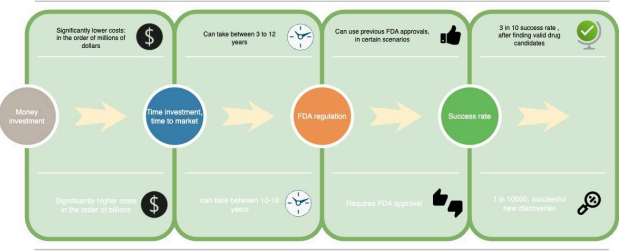 Significantly lower costs:
in the order of millions of
dollars
Can take between 3 to 12
years
Can use previous FDA approvals,
in certain scenarios
3 in 10 success rate ,
after finding valid drug
candidates
Money
investment
Time investment,
time to market
FDA regulation
Success rate
Significantly higher costs
in the order of billions
can take between 10-18
years
Requires FDA approval
1 in 10000, successful
new discoveries